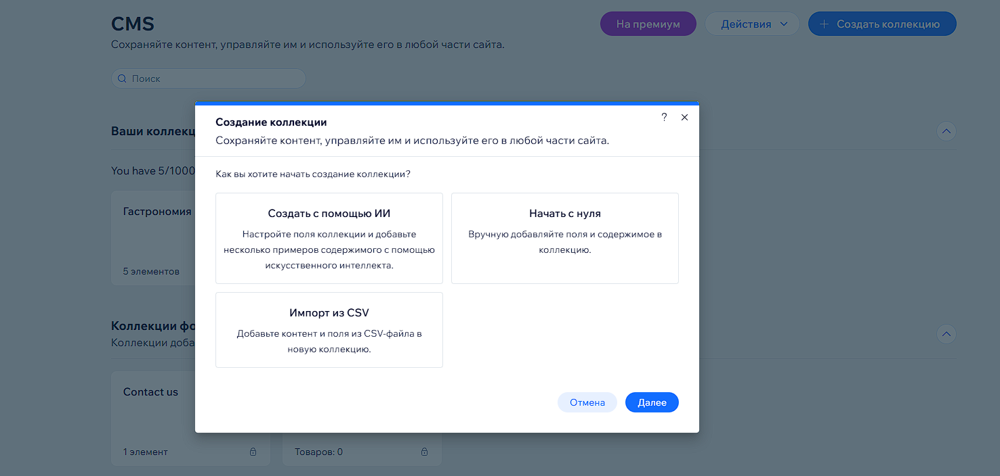 CMS
На премиум
Действия
Создать коллекцию
Сохраняйте контент, управляйте им и используйте его в любой части сайта.
Поиск
Создание коллекции
?
Сохраняйте контент, управляйте им и используйте его в любой части сайта.
Ваши коллекц
You have 5/1000
Как вы хотите начать создание коллекции?
Гастрономия
5 элементов
Создать с помощью ИИ
Настройте поля коллекции и добавьте
несколько примеров содержимого с помощью
искусственного интеллекта.
Начать с нуля
Вручную добавляйте поля и содержимое в
коллекцию.
Импорт из CSV
Добавьте контент и поля из CSV-файла в
новую коллекцию.
Коллекции фо
Коллекции доба
Отмена
Далее
Contact us
1 элемент
Товаров: 0